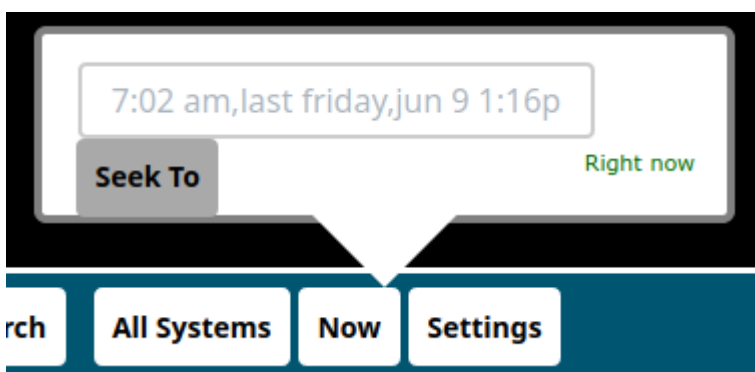 7:02 am,last friday,jun 9 1:16p
Seek To
Right now
rch
All Systems
Now
Settings